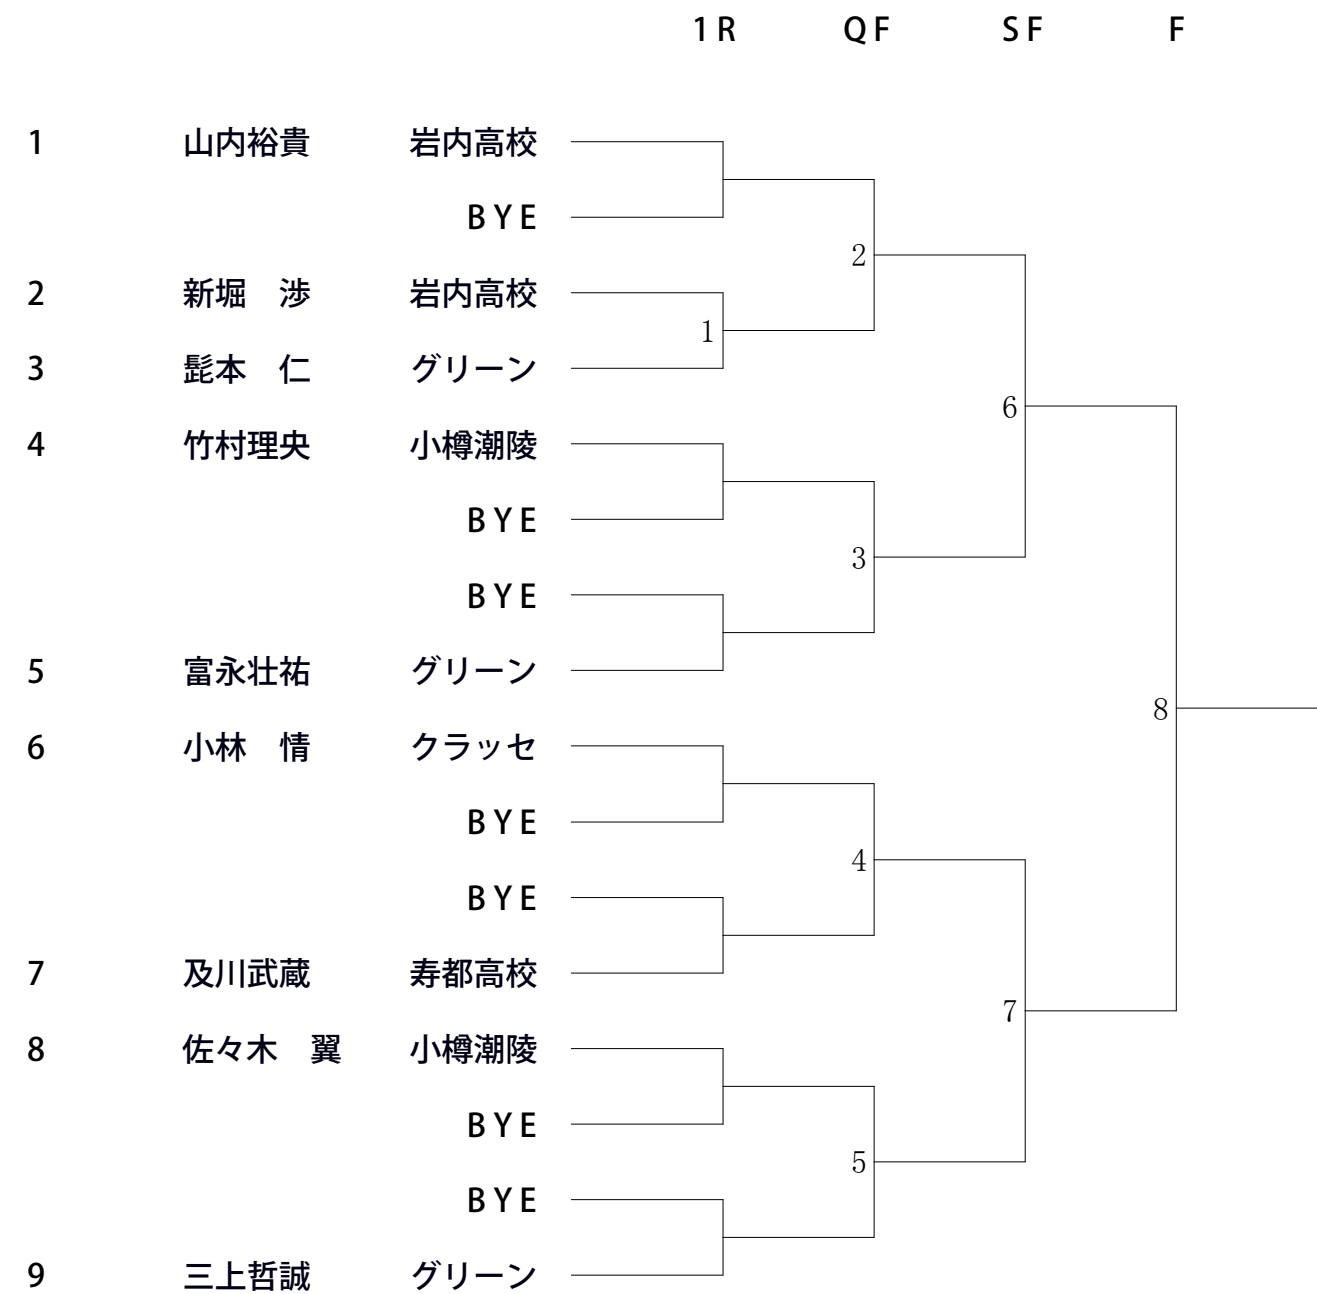 1R QF SF F
1 山内裕貴 岩内高校
BYE
2
2 新堀 渉 岩内高校
1
3 髭本 仁 グリーン
6
4 竹村理央 小樽潮陵
BYE
3
BYE
5 富永壮祐 グリーン
8
6 小林 情 クラッセ
BYE
4
BYE
7 及川武蔵 寿都高校
7
8 佐々木 翼 小樽潮陵
BYE
5
BYE
9 三上哲誠 グリーン